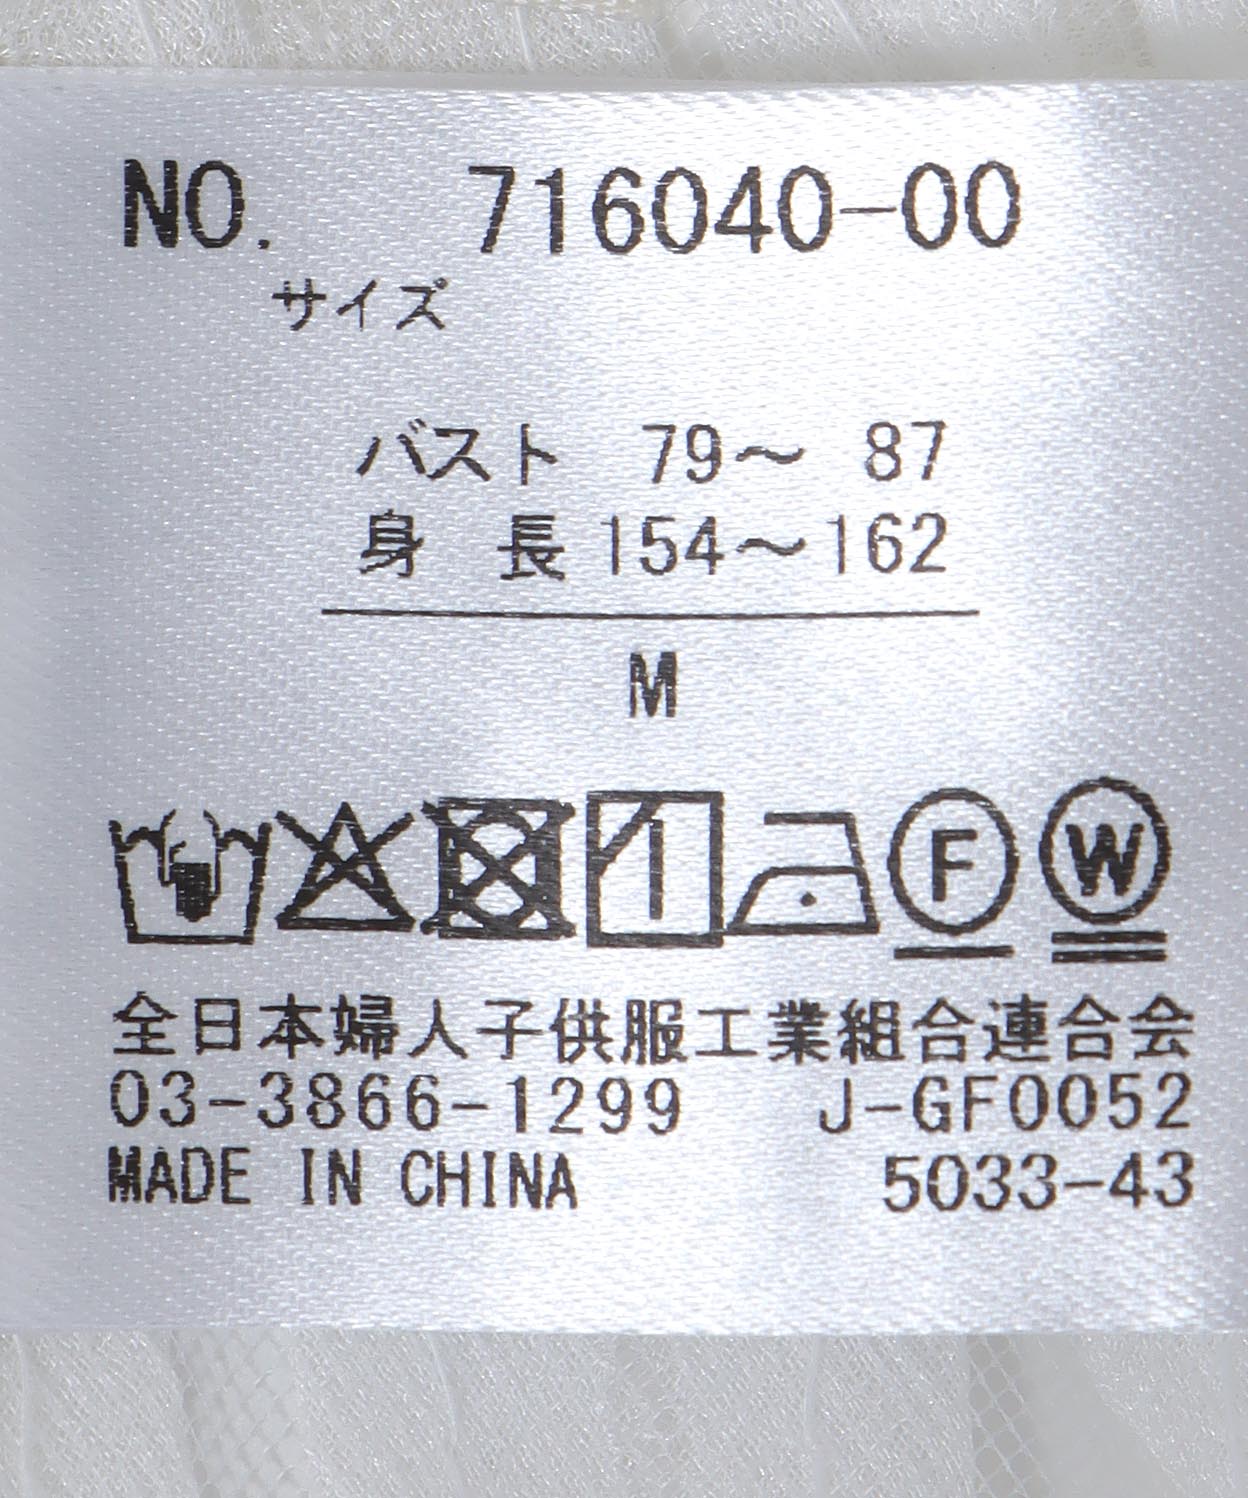 NO. 716040-00
サイズ
バスト 79～ 87
身 長 154～162
M
F W
全日本婦人子供服工業組合連合会
03-3866-1299 J-GF0052
MADE IN CHINA 5033-43